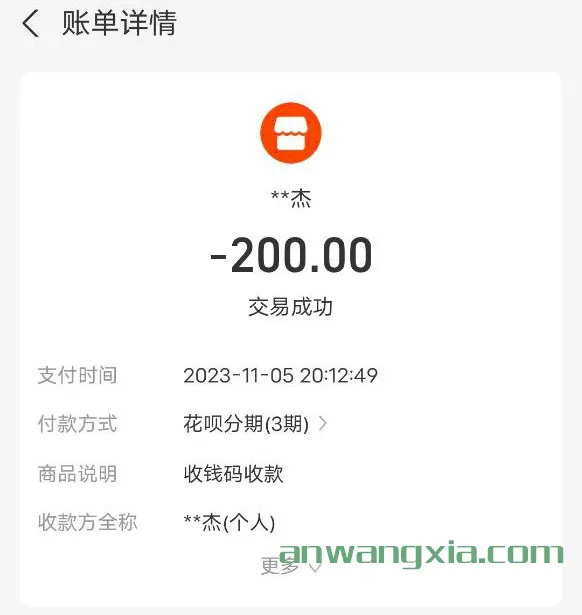 账单详情
**杰
-200.00
交易成功
支付时间 2023-11-05 20:12:49
付款方式 花呗分期(3期)
商品说明 收钱码收款
收款方全称 **杰(个人)
anwangxia.com
更多